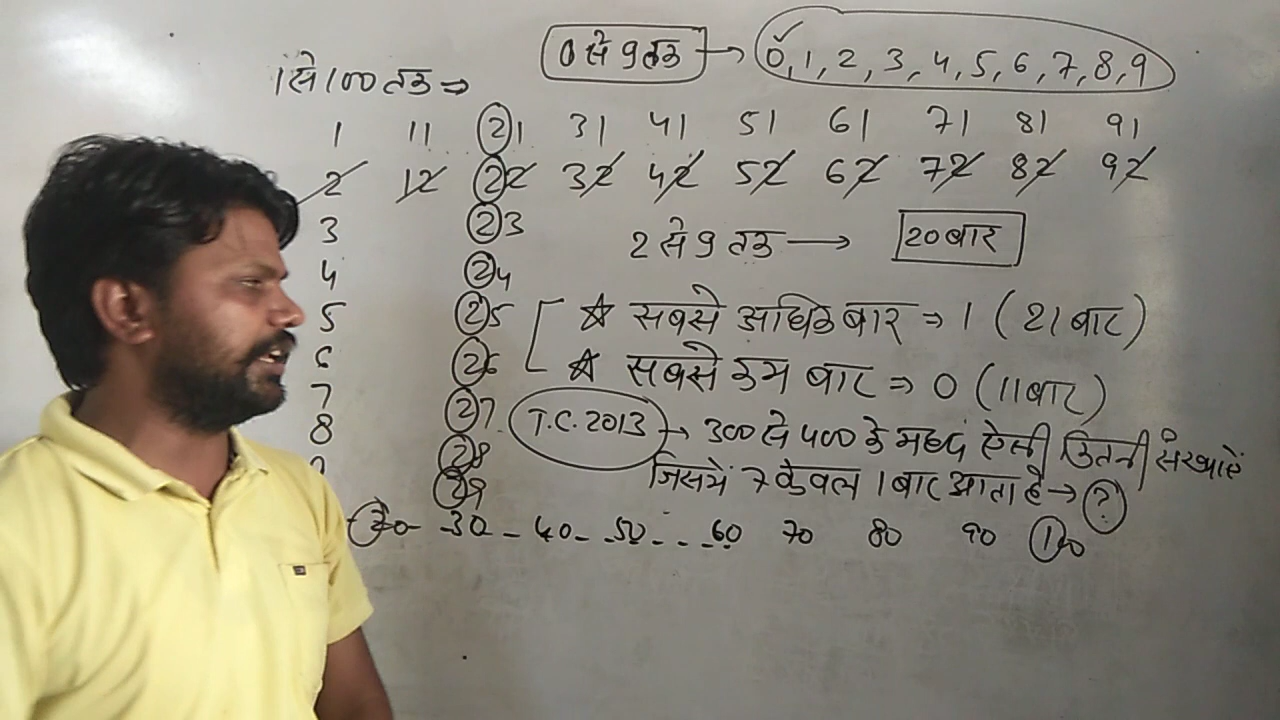 0 से 9 तक → 0, 1, 2, 3, 4, 5, 6, 7, 8, 9
1 से 100 तक ⇒
1 11 21 31 41 51 61 71 81 91
2 12 22 32 42 52 62 72 82 92
3 23
2 से 9 तक → 20 बार
4 24
5 25
☆ सबसे अधिक बार ⇒ 1 (21 बार)
6 26
☆ सबसे कम बार ⇒ 0 (11 बार)
7 27
T.C. 2013 → 300 से 400 के मध्य ऐसी कितनी संख्याएं
8 28
जिसमें 7 केवल 1 बार आता है → ?
29
20 - 30 - - 40 - - 50 - - - 60 70 80 90 100